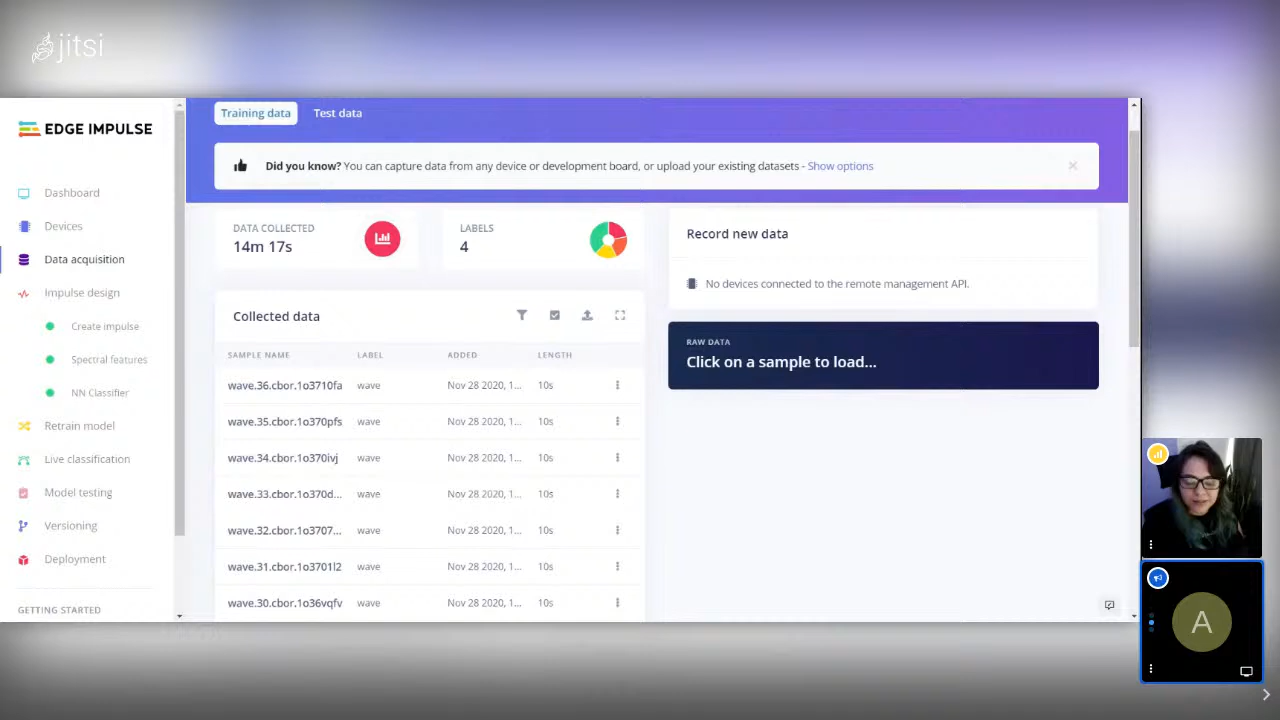 jitsi
Training data Test data
EDGE IMPULSE
Did you know? You can capture data from any device or development board, or upload your existing datasets - Show options
Dashboard
Devices
Data acquisition
Impulse design
Create impulse
Spectral features
NN Classifier
Retrain model
Live classification
Model testing
Versioning
Deployment
GETTING STARTED
DATA COLLECTED
14m 17s
LABELS
4
Record new data
No devices connected to the remote management API.
RAW DATA
Click on a sample to load...
Collected data
SAMPLE NAME LABEL ADDED LENGTH
wave.36.cbor.1o3710fa wave Nov 28 2020, 1... 10s
wave.35.cbor.1o370pfs wave Nov 28 2020, 1... 10s
wave.34.cbor.1o370ivj wave Nov 28 2020, 1... 10s
wave.33.cbor.1o370d... wave Nov 28 2020, 1... 10s
wave.32.cbor.1o3707... wave Nov 28 2020, 1... 10s
wave.31.cbor.1o3701l2 wave Nov 28 2020, 1... 10s
wave.30.cbor.1o36vqfv wave Nov 28 2020, 1... 10s
A